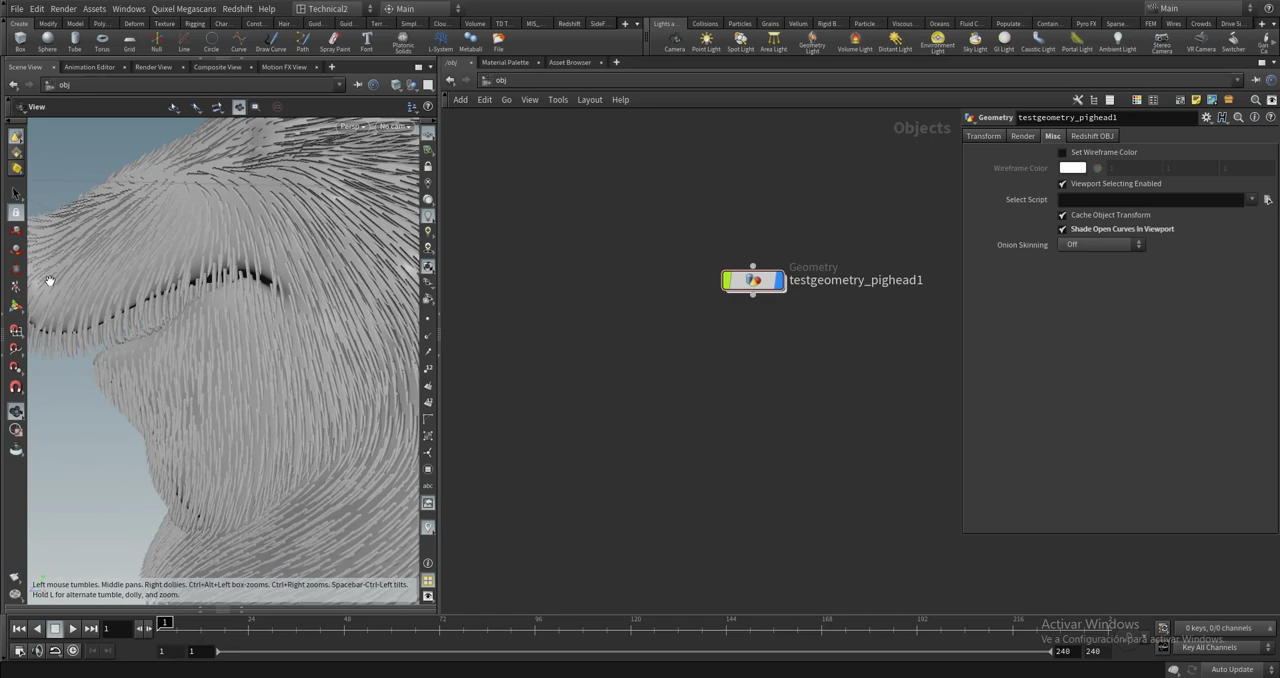 File Edit Render Assets Windows Quixel Megascans Redshift Help Technical2 Main Main
Create Modify Model Polyg... Deform Texture Rigging Char... Const... Hair... Guid... Guid... Terr... Simpl... Cloud... Volume TD T... MIS_... Redshift SideF...
Lights a... Collisions Particles Grains Vellum Rigid B... Particle... Viscous... Oceans Fluid C... Populate... Contain... Pyro FX Sparse... FEM Wires Crowds Drive Si...
Box Sphere Tube Torus Grid Null Line Circle Curve Draw Curve Path Spray Paint Font Platonic Solids L-System Metaball File
Camera Point Light Spot Light Area Light Geometry Light Volume Light Distant Light Environment Light Sky Light GI Light Caustic Light Portal Light Ambient Light Stereo Camera VR Camera Switcher
Scene View Animation Editor Render View Composite View Motion FX View
/obj Material Palette Asset Browser
obj
obj
View
Add Edit Go View Tools Layout Help
Persp No cam
Objects
Geometry testgeometry_pighead1
Transform Render Misc Redshift OBJ
Set Wireframe Color
Wireframe Color 1 1 1
Viewport Selecting Enabled
Select Script
Cache Object Transform
Shade Open Curves In Viewport
Onion Skinning Off
Geometry
testgeometry_pighead1
abc
Left mouse tumbles. Middle pans. Right dollies. Ctrl+Alt+Left box-zooms. Ctrl+Right zooms. Spacebar-Ctrl-Left tilts.
Hold L for alternate tumble, dolly, and zoom.
1 1 24 48 72 96 120 144 168 192 216
Activar Windows
Ve a Configuración para activar Windows.
0 keys, 0/0 channels
1 1 240 240
Key All Channels
Auto Update